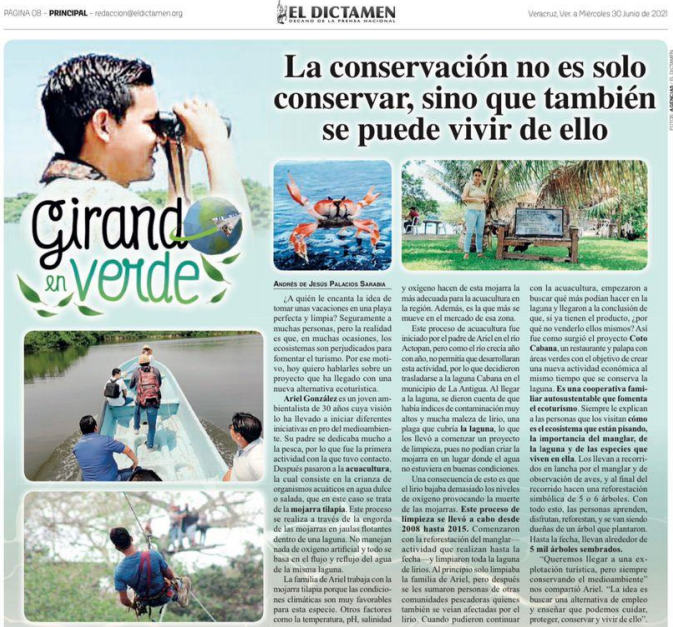 PÁGINA 08 - PRINCIPAL - redaccion@eldictamen.org
EL DICTAMEN
DECANO DE LA PRENSA NACIONAL
Veracruz, Ver. a Miércoles 30 Junio de 2021
La conservación no es solo
conservar, sino que también
se puede vivir de ello
FOTOS: AGENCIAS / EL DICTAMEN
Girando
en verde
ANDRÉS DE JESÚS PALACIOS SARABIA
¿A quién le encanta la idea de
tomar unas vacaciones en una playa
perfecta y limpia? Seguramente a
muchas personas, pero la realidad
es que, en muchas ocasiones, los
ecosistemas son perjudicados para
fomentar el turismo. Por ese moti-
vo, hoy quiero hablarles sobre un
proyecto que ha llegado con una
nueva alternativa ecoturística.
Ariel González es un joven am-
bientalista de 30 años cuya visión
lo ha llevado a iniciar diferentes
iniciativas en pro del medioambien-
te. Su padre se dedicaba mucho a
la pesca, por lo que fue la primera
actividad con la que tuvo contacto.
Después pasaron a la acuacultura,
la cual consiste en la crianza de
organismos acuáticos en agua dulce
o salada, que en este caso se trata
de la mojarra tilapia. Este proceso
se realiza a través de la engorda
de las mojarras en jaulas flotantes
dentro de una laguna. No manejan
nada de oxígeno artificial y todo se
basa en el flujo y reflujo del agua
de la misma laguna.
La familia de Ariel trabaja con la
mojarra tilapia porque las condicio-
nes climáticas son muy favorables
para esta especie. Otros factores
como la temperatura, pH, salinidad
y oxígeno hacen de esta mojarra la
más adecuada para la acuacultura en
la región. Además, es la que más se
mueve en el mercado de esa zona.
Este proceso de acuacultura fue
iniciado por el padre de Ariel en el río
Actopan, pero como el río crecía año
con año, no permitía que desarrollaran
esta actividad, por lo que decidieron
trasladarse a la laguna Cabana en el
municipio de La Antigua. Al llegar a
la laguna, se dieron cuenta de que
había índices de contaminación muy
altos y mucha maleza de lirio, una
plaga que cubría la laguna, lo que
los llevó a comenzar un proyecto de
limpieza, pues no podían criar la
mojarra en un lugar donde el agua
no estuviera en buenas condiciones.
Una consecuencia de esto es que
el lirio bajaba demasiado los niveles
de oxígeno provocando la muerte
de las mojarras. Este proceso de
limpieza se llevó a cabo desde
2008 hasta 2015. Comenzaron
con la reforestación del manglar—
actividad que realizan hasta la
fecha—y limpiaron toda la laguna
de lirios. Al principio solo limpiaba
la familia de Ariel, pero después
se les sumaron personas de otras
comunidades pescadoras quienes
también se veían afectadas por el
lirio. Cuando pudieron continuar
con la acuacultura, empezaron a
buscar qué más podían hacer en la
laguna y llegaron a la conclusión de
que, si ya tienen el producto, ¿por
qué no venderlo ellos mismos? Así
fue como surgió el proyecto Coto
Cabana, un restaurante y palapa con
áreas verdes con el objetivo de crear
una nueva actividad económica al
mismo tiempo que se conserva la
laguna. Es una cooperativa fami-
liar autosustentable que fomenta
el ecoturismo. Siempre le explican
a las personas que los visitan cómo
es el ecosistema que están pisando,
la importancia del manglar, de
la laguna y de las especies que
viven en ella. Los llevan a recorri-
dos en lancha por el manglar y de
observación de aves, y al final del
recorrido hacen una reforestación
simbólica de 5 o 6 árboles. Con
todo esto, las personas aprenden,
disfrutan, reforestan, y se van siendo
dueñas de un árbol que plantaron.
Hasta la fecha, llevan alrededor de
5 mil árboles sembrados.
“Queremos llegar a una ex-
plotación turística, pero siempre
conservando el medioambiente”
nos compartió Ariel. “La idea es
buscar una alternativa de empleo
y enseñar que podemos cuidar,
proteger, conservar y vivir de ello”.